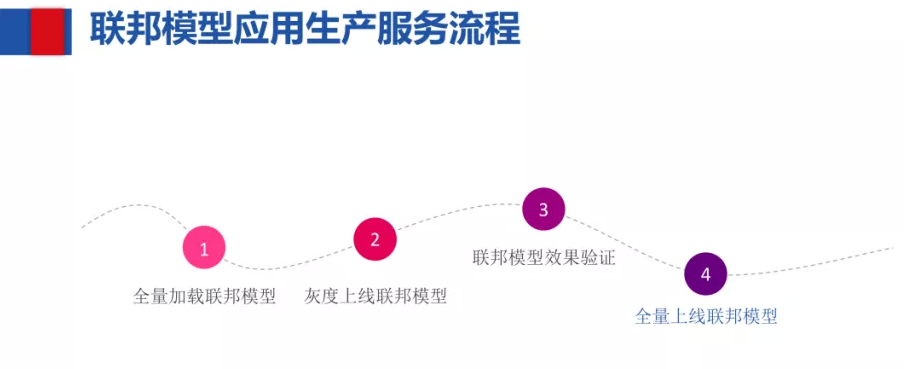 联邦模型应用生产服务流程
1
全量加载联邦模型
2
灰度上线联邦模型
3
联邦模型效果验证
4
全量上线联邦模型